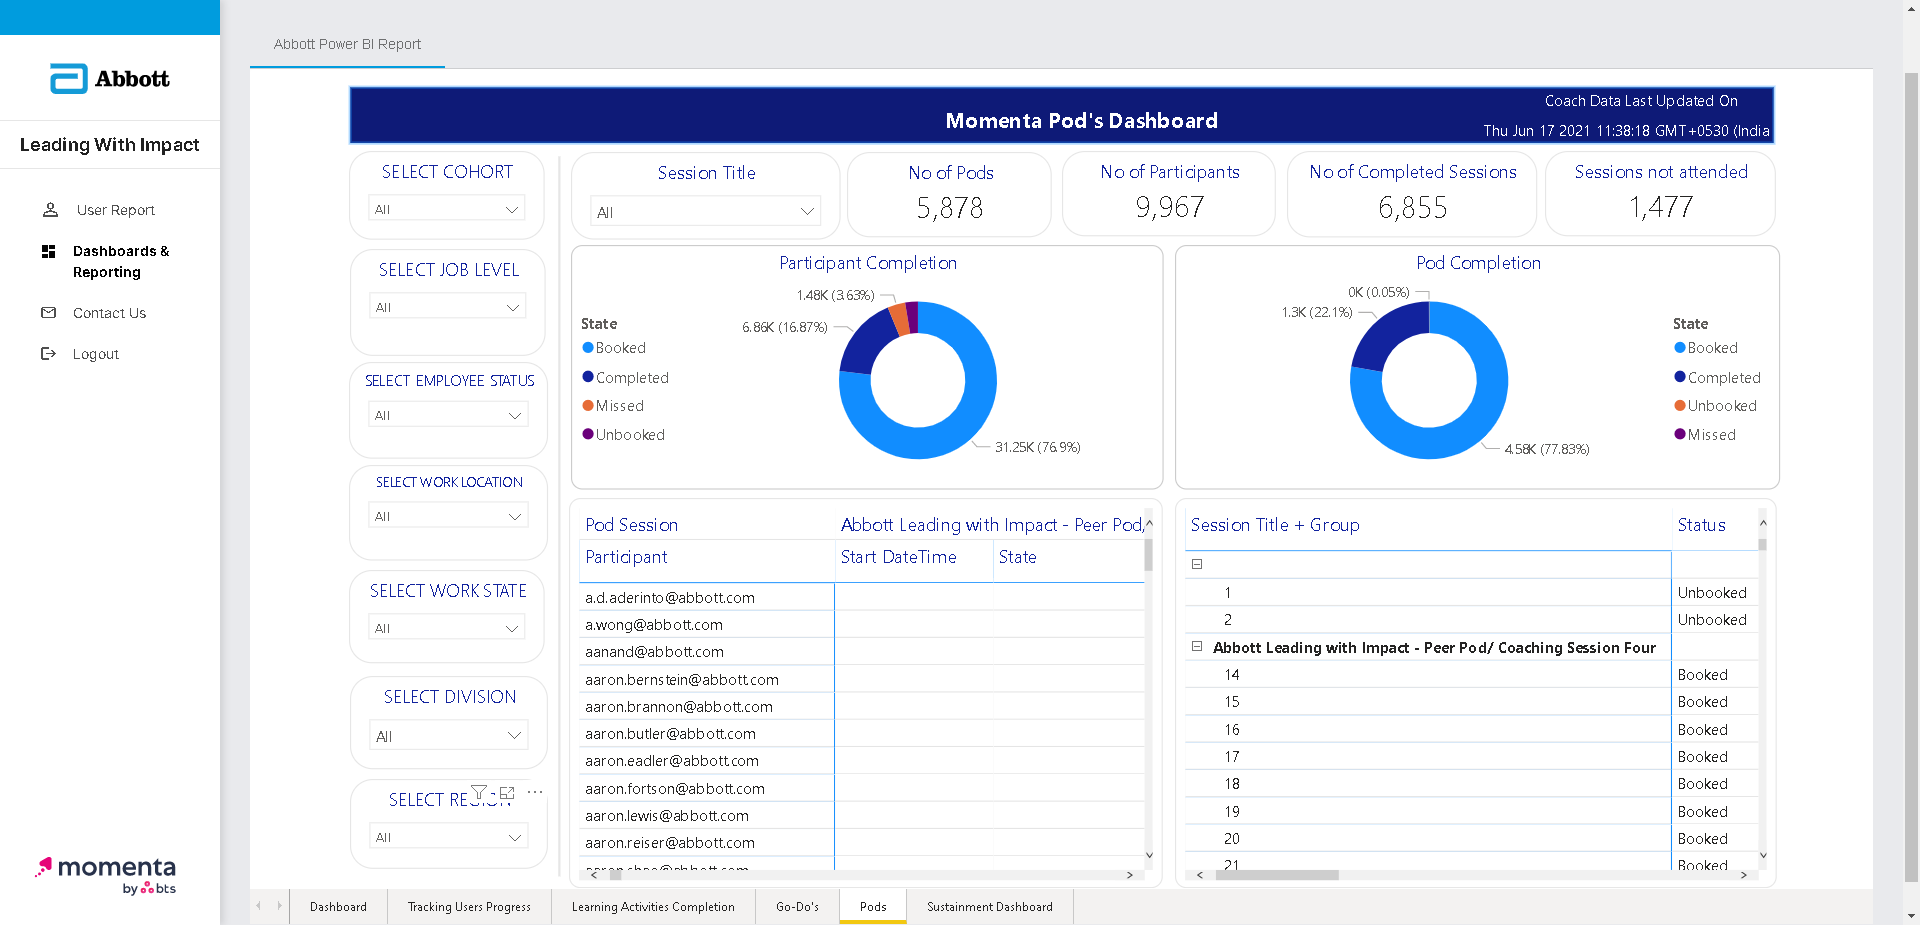 Abbott
Leading With Impact
User Report
Dashboards &
Reporting
Contact Us
Logout
momenta
by bts
Abbott Power BI Report
Momenta Pod's Dashboard
Coach Data Last Updated On
Thu Jun 17 2021 11:38:18 GMT+0530 (India
SELECT COHORT
All
SELECT JOB LEVEL
All
SELECT EMPLOYEE STATUS
All
SELECT WORK LOCATION
All
SELECT WORK STATE
All
SELECT DIVISION
All
SELECT REGION
All
Session Title
All
No of Pods
5,878
No of Participants
9,967
No of Completed Sessions
6,855
Sessions not attended
1,477
Participant Completion
State
Booked
Completed
Missed
Unbooked
1.48K (3.63%)
6.86K (16.87%)
31.25K (76.9%)
Pod Completion
0K (0.05%)
1.3K (22.1%)
4.58K (77.83%)
State
Booked
Completed
Unbooked
Missed
Pod Session Abbott Leading with Impact - Peer Pod/
Participant Start DateTime State
a.d.aderinto@abbott.com
a.wong@abbott.com
aanand@abbott.com
aaron.bernstein@abbott.com
aaron.brannon@abbott.com
aaron.butler@abbott.com
aaron.eadler@abbott.com
aaron.fortson@abbott.com
aaron.lewis@abbott.com
aaron.reiser@abbott.com
Session Title + Group Status
1 Unbooked
2 Unbooked
Abbott Leading with Impact - Peer Pod/ Coaching Session Four
14 Booked
15 Booked
16 Booked
17 Booked
18 Booked
19 Booked
20 Booked
21 Booked
Dashboard
Tracking Users Progress
Learning Activities Completion
Go-Do's
Pods
Sustainment Dashboard